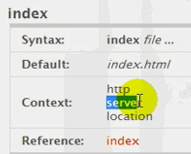 index
Syntax: index file ...
Default: index.html
Context: http
server
location
Reference: index